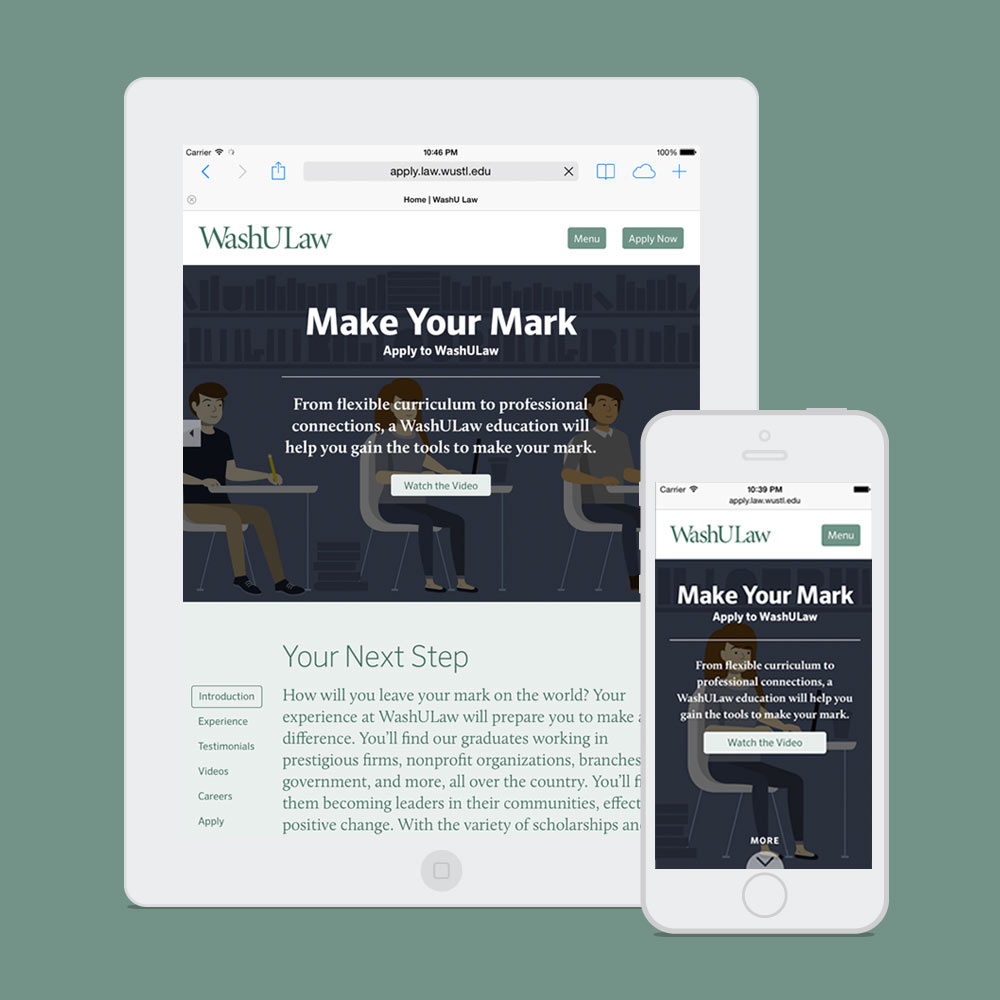 Carrier 10:46 PM 100%
apply.law.wustl.edu
Home | WashU Law
WashULaw Menu Apply Now
Make Your Mark
Apply to WashULaw
From flexible curriculum to professional
connections, a WashULaw education will
help you gain the tools to make your mark.
Watch the Video
Your Next Step
Introduction
Experience
Testimonials
Videos
Careers
Apply
How will you leave your mark on the world? Your
experience at WashULaw will prepare you to make a
difference. You’ll find our graduates working in
prestigious firms, nonprofit organizations, branches
government, and more, all over the country. You’ll
them becoming leaders in their communities,
positive change. With the variety of scholarships
Carrier 10:39 PM
apply.law.wustl.edu
WashULaw Menu
Make Your Mark
Apply to WashULaw
From flexible curriculum to
professional connections, a
WashULaw education will help you
gain the tools to make your mark.
Watch the Video
MORE